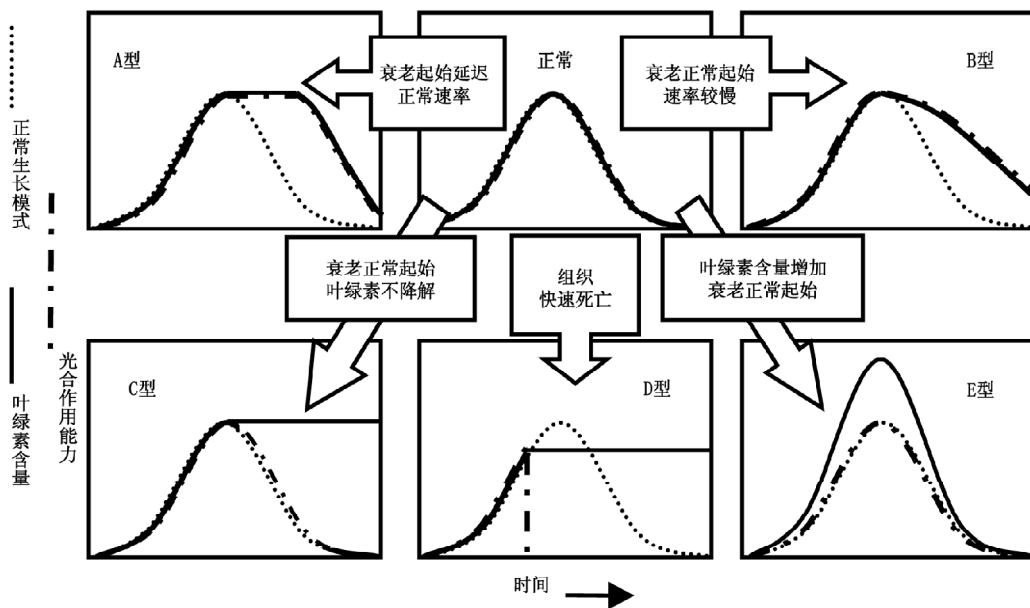 A型
衰老起始延迟
正常速率
正常
衰老正常起始
速率较慢
B型
正常生长模式
衰老正常起始
叶绿素不降解
组织
快速死亡
叶绿素含量增加
衰老正常起始
光合作用能力
叶绿素含量
C型
D型
E型
时间